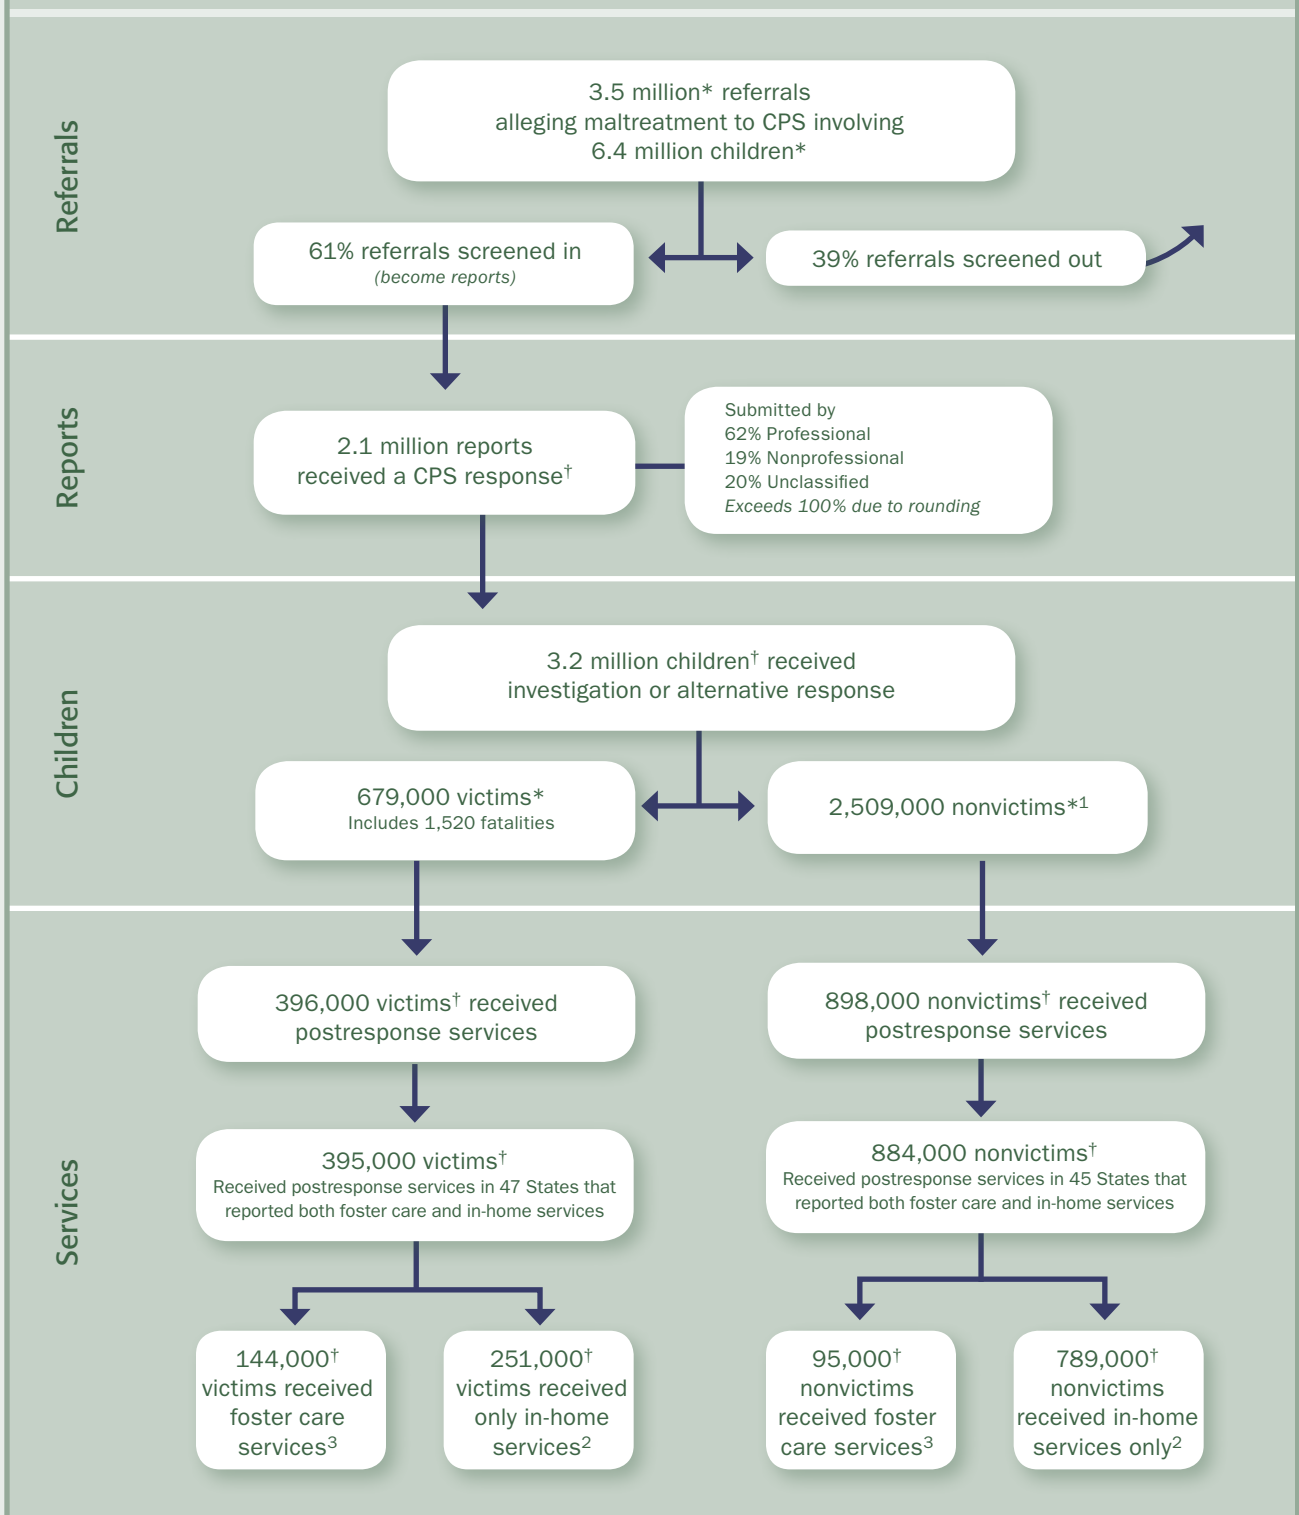 Referrals
3.5 million* referrals
alleging maltreatment to CPS involving
6.4 million children*
61% referrals screened in
(become reports)
39% referrals screened out
Reports
2.1 million reports
received a CPS response†
Submitted by
62% Professional
19% Nonprofessional
20% Unclassified
Exceeds 100% due to rounding
Children
3.2 million children† received
investigation or alternative response
679,000 victims*
Includes 1,520 fatalities
2,509,000 nonvictims*1
Services
396,000 victims† received
postresponse services
898,000 nonvictims† received
postresponse services
395,000 victims†
Received postresponse services in 47 States that
reported both foster care and in-home services
884,000 nonvictims†
Received postresponse services in 45 States that
reported both foster care and in-home services
144,000†
victims received
foster care
services3
251,000†
victims received
only in-home
services2
95,000†
nonvictims
received foster
care services3
789,000†
nonvictims
received in-home
services only2